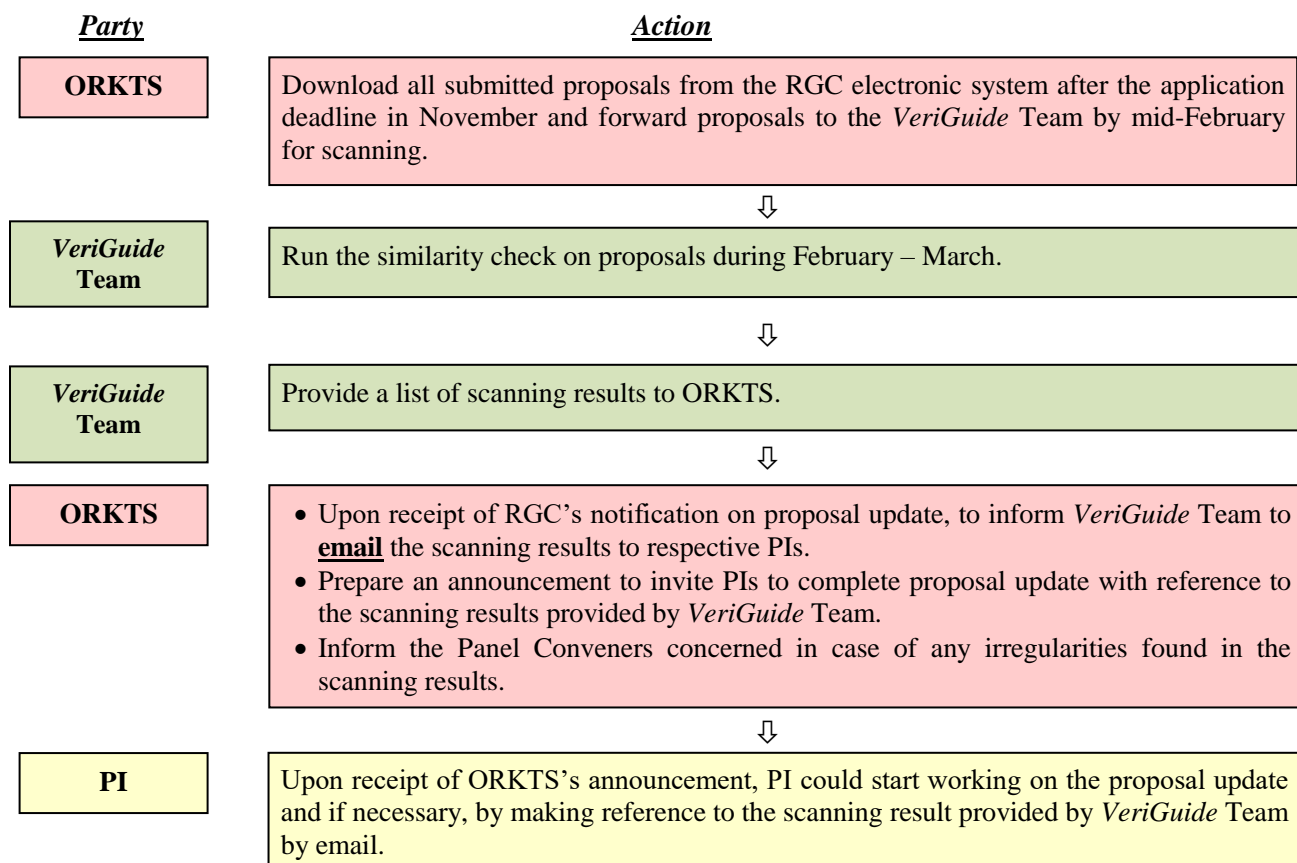 Party Action
ORKTS
Download all submitted proposals from the RGC electronic system after the application
deadline in November and forward proposals to the VeriGuide Team by mid-February
for scanning.
⇩
VeriGuide
Team
Run the similarity check on proposals during February – March.
⇩
VeriGuide
Team
Provide a list of scanning results to ORKTS.
⇩
ORKTS
• Upon receipt of RGC's notification on proposal update, to inform VeriGuide Team to
email the scanning results to respective PIs.
• Prepare an announcement to invite PIs to complete proposal update with reference to
the scanning results provided by VeriGuide Team.
• Inform the Panel Conveners concerned in case of any irregularities found in the
scanning results.
⇩
PI
Upon receipt of ORKTS's announcement, PI could start working on the proposal update
and if necessary, by making reference to the scanning result provided by VeriGuide Team
by email.